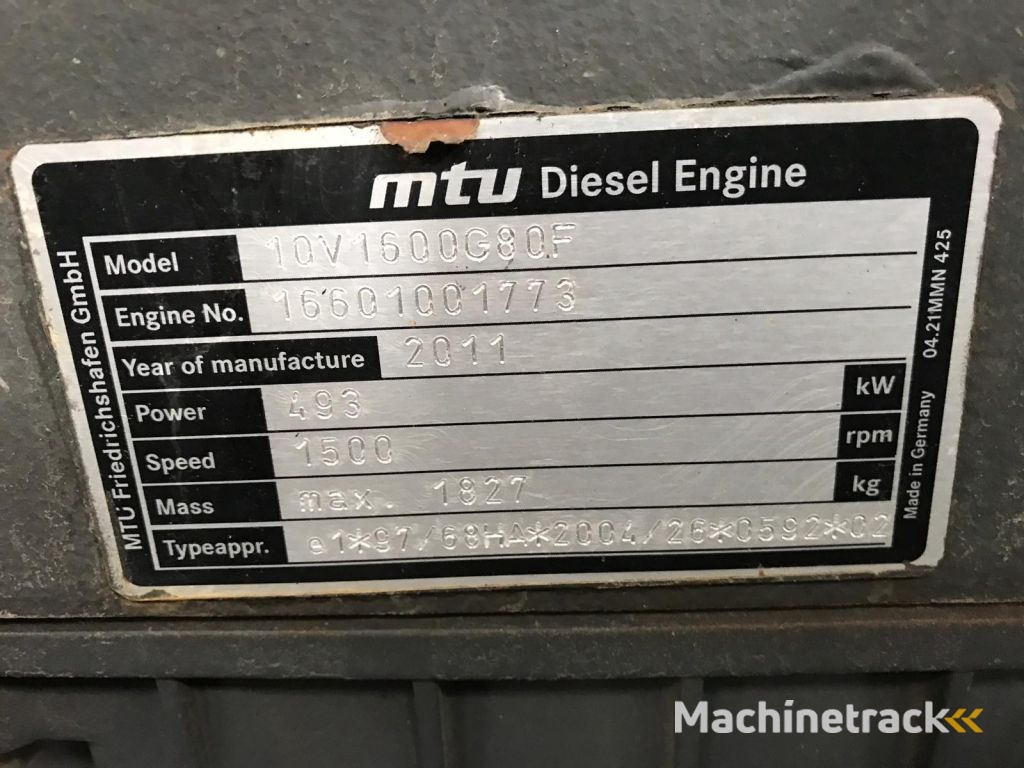 mtu Diesel Engine
Model 10V1600G80F
Engine No. 16601001773
Year of manufacture 2011
Power 493 kW
Speed 1500 rpm
Mass max. 1827 kg
Typeappr. e1*97/68HA*2004/26*0592*02
MTU Friedrichshafen GmbH
Made in Germany 04.21MMN 425
Machinetrack